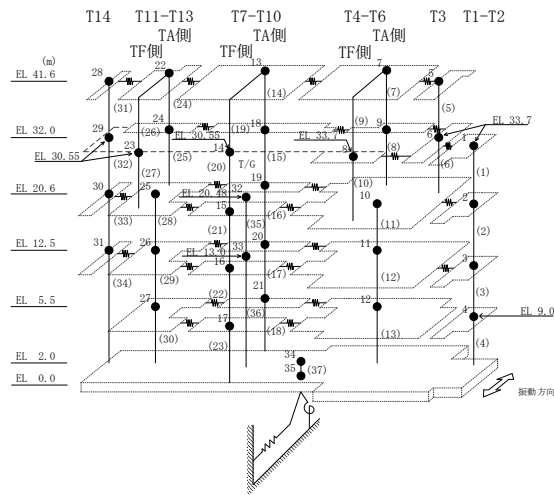 T14 T11-T13 T7-T10 T4-T6 T3 T1-T2
TA側 TA側 TA側
TF側 TF側 TF側
(m)
EL 41.6 28 22 13 7 5
(31) (24) (14) (7) (5)
EL 32.0 29 24 18 9 6 1 EL 33.7
(26) (19) (9)
EL 30.55 EL 30.55 EL 33.7
23 14 8
(32) (25) (20) T/G (15) (8) (6) (1)
(27) (10)
EL 20.6 30 25 EL 20.48 32 19 10 2
15
(33) (28) (35) (16) (11) (2)
(21)
EL 12.5 31 26 EL 13.0 33 20 11 3
16
(34) (29) (17) (12) (3)
(22) 21
EL 5.5 27 17 12 4 EL 9.0
(36)
(30) (18) (13) (4)
(23)
EL 2.0 34
EL 0.0 35 (37)
振動方向